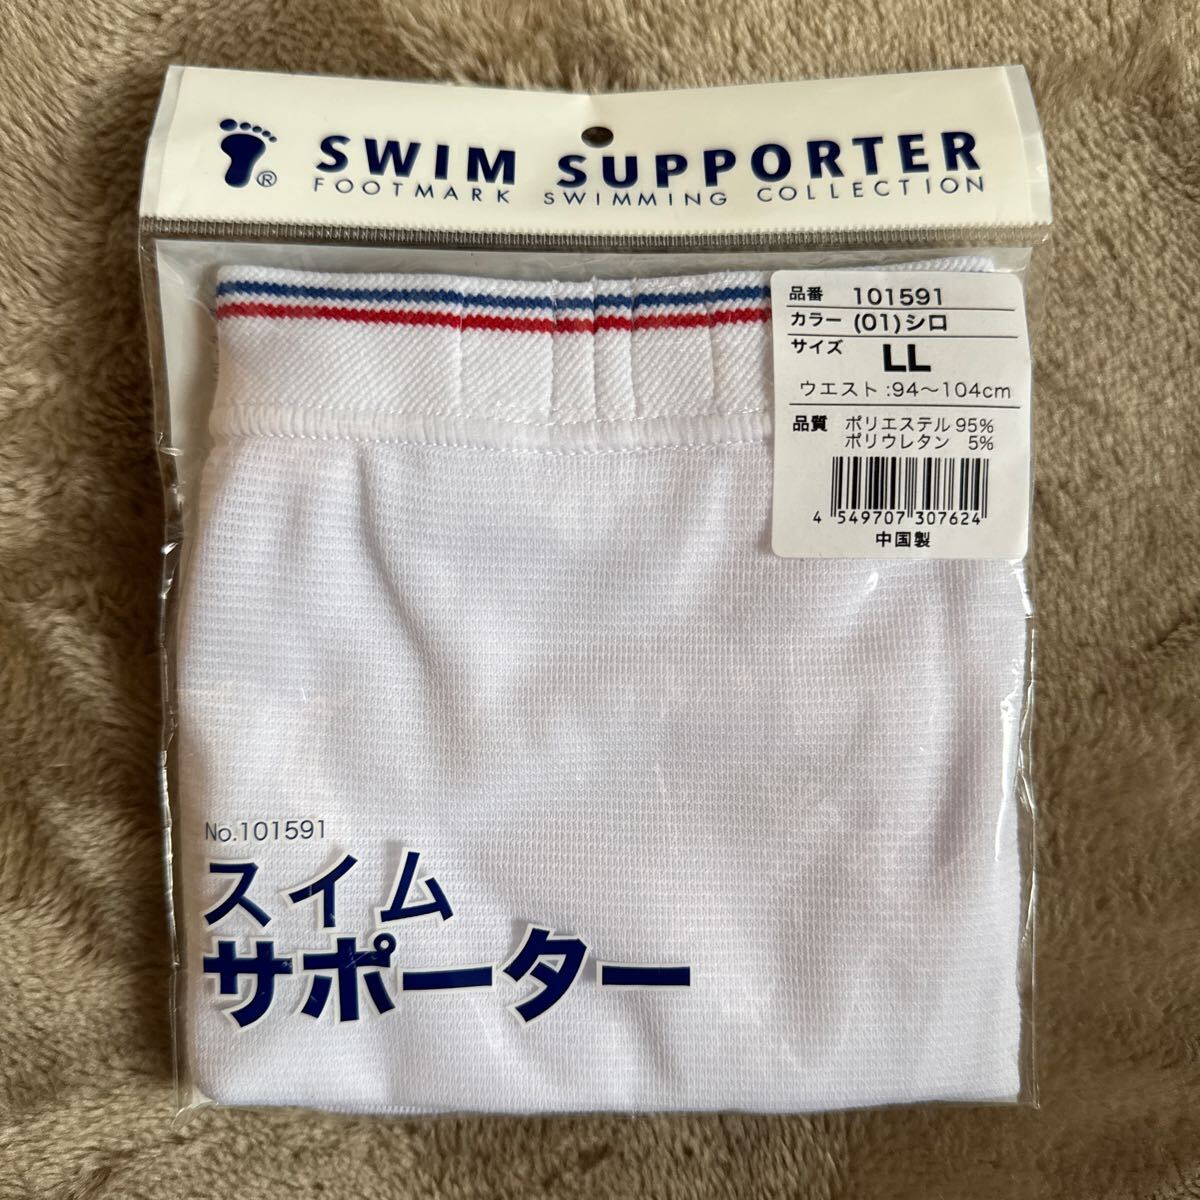 SWIM SUPPORTER
®
FOOTMARK SWIMMING COLLECTION
品番 101591
カラー (01)シロ
サイズ LL
ウエスト:94～104cm
品質 ポリエステル 95%
ポリウレタン 5%
4 549707 307624
中国製
No.101591
スイム
サポーター